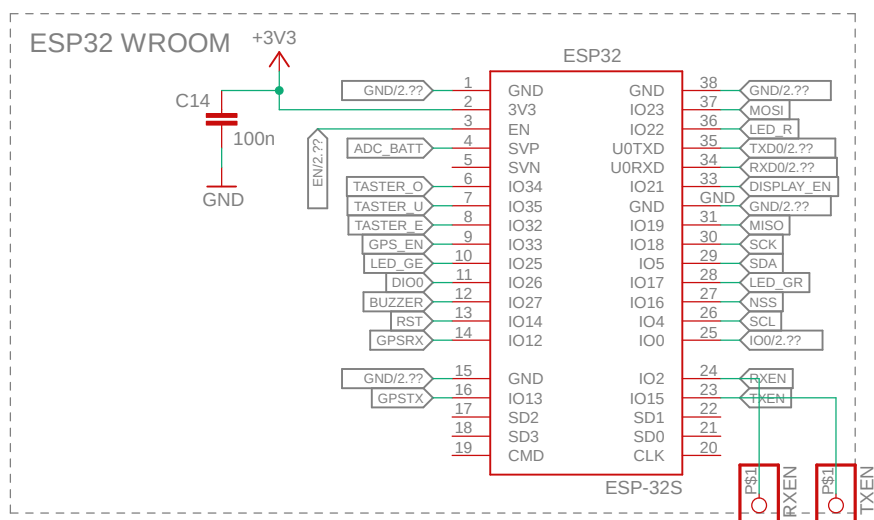 ESP32 WROOM
+3V3
C14
100n
GND
EN/2.??
ESP32
GND/2.?? 1 GND GND 38 GND/2.??
2 3V3 IO23 37 MOSI
3 EN IO22 36 LED_R
ADC_BATT 4 SVP U0TXD 35 TXD0/2.??
5 SVN U0RXD 34 RXD0/2.??
TASTER_O 6 IO34 IO21 33 DISPLAY_EN
TASTER_U 7 IO35 GND GND GND/2.??
TASTER_E 8 IO32 IO19 31 MISO
GPS_EN 9 IO33 IO18 30 SCK
LED_GE 10 IO25 IO5 29 SDA
DIO0 11 IO26 IO17 28 LED_GR
BUZZER 12 IO27 IO16 27 NSS
RST 13 IO14 IO4 26 SCL
GPSRX 14 IO12 IO0 25 IO0/2.??
GND/2.?? 15 GND IO2 24 RXEN
GPSTX 16 IO13 IO15 23 TXEN
17 SD2 SD1 22
18 SD3 SD0 21
19 CMD CLK 20
ESP-32S
P$1
RXEN
P$1
TXEN